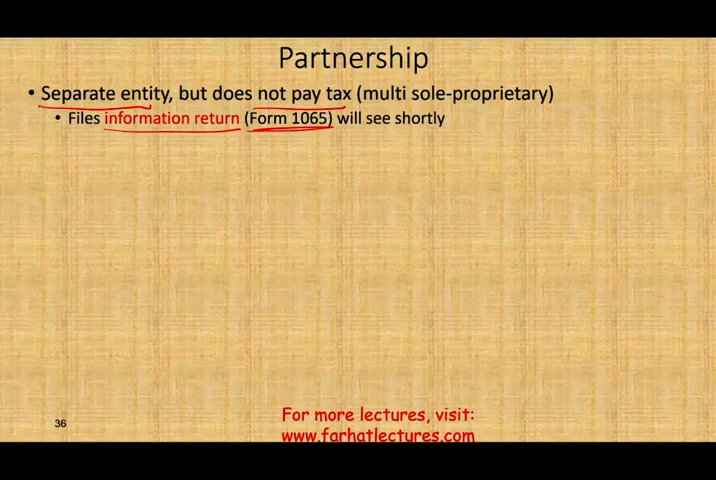 Partnership
• Separate entity, but does not pay tax (multi sole-proprietary)
• Files information return (Form 1065) will see shortly
36
For more lectures, visit:
www.farhatlectures.com